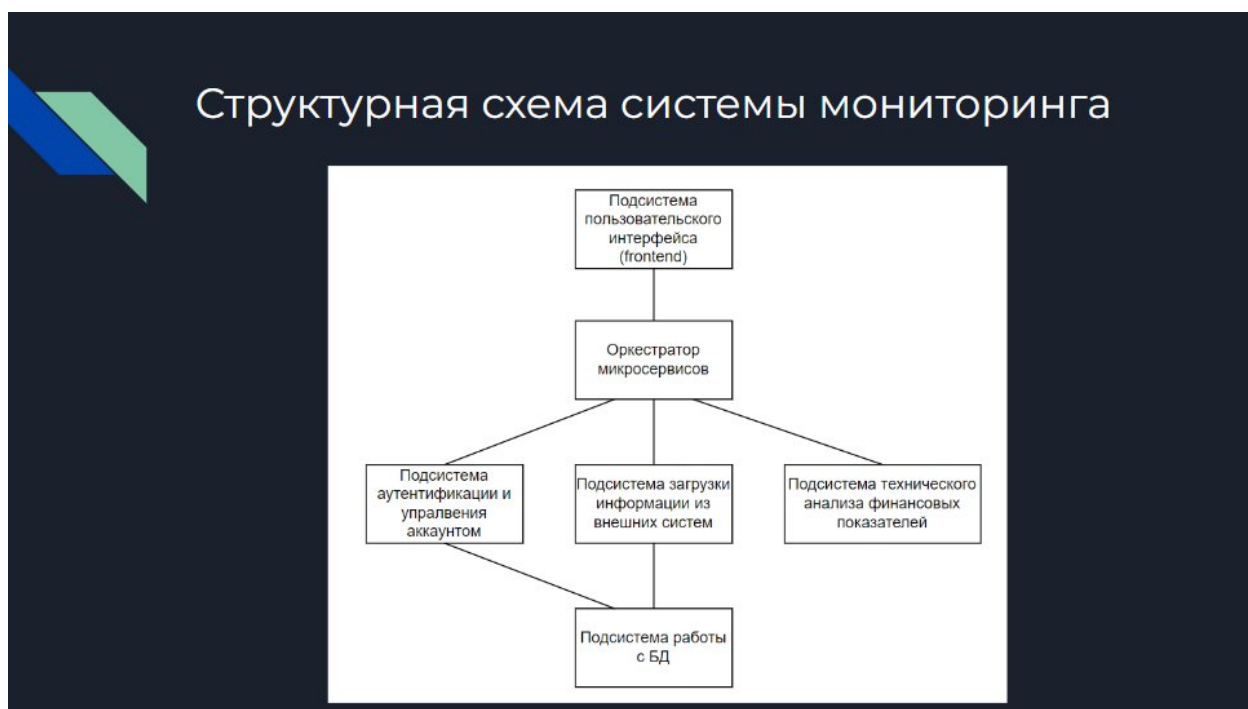 Структурная схема системы мониторинга
Подсистема
пользовательского
интерфейса
(frontend)
Оркестратор
микросервисов
Подсистема
аутентификации и
упралвения
аккаунтом
Подсистема загрузки
информации из
внешних систем
Подсистема технического
анализа финансовых
показателей
Подсистема работы
с БД